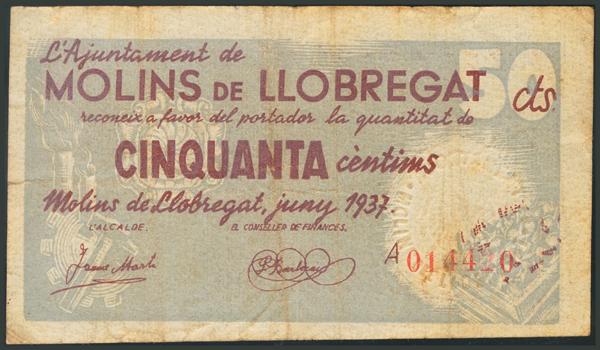 L'Ajuntament de
MOLINS DE LLOBREGAT
50 cts.
reconeix a favor del portador la quantitat de
CINQUANTA cèntims
Molins de Llobregat, juny 1937.
L'ALCALDE.
EL CONSELLER DE FINANCES.
A 014420